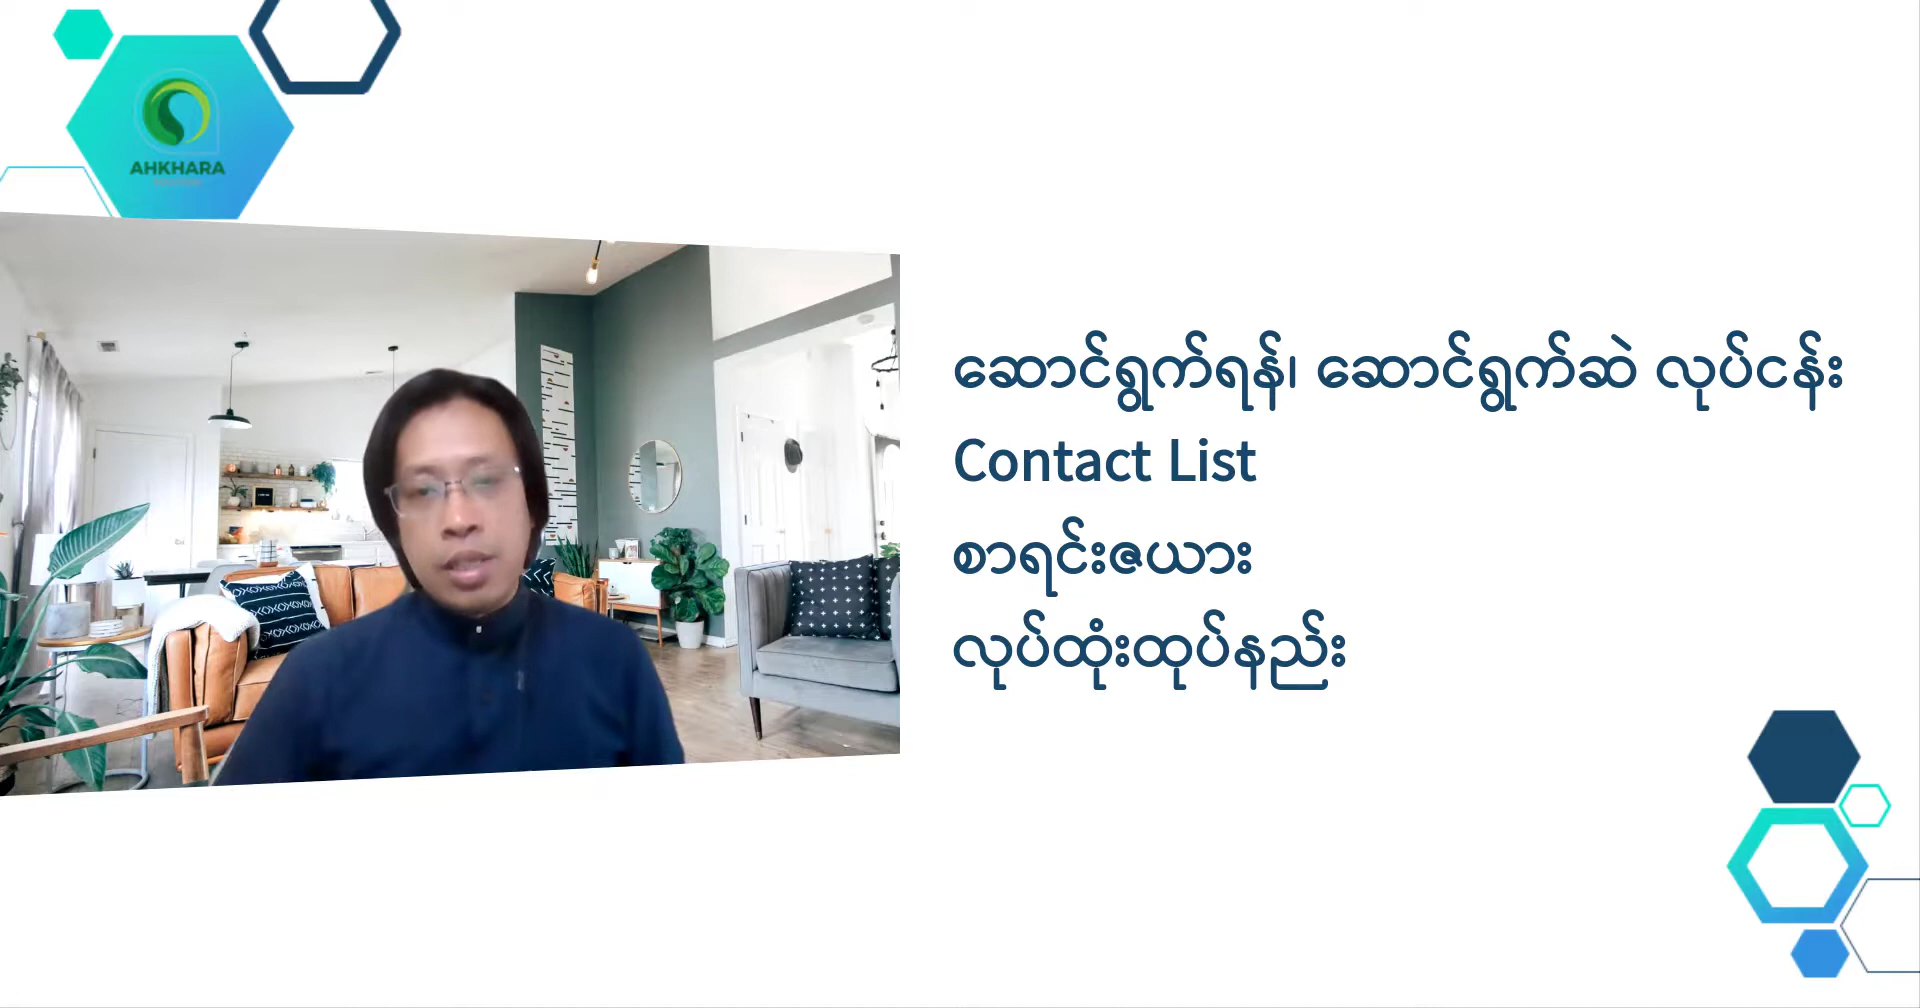 AHKHARA
ဆောင်ရွက်ရန်၊ ဆောင်ရွက်ဆဲ လုပ်ငန်း
Contact List
စာရင်းဇယား
လုပ်ထုံးထုပ်နည်း